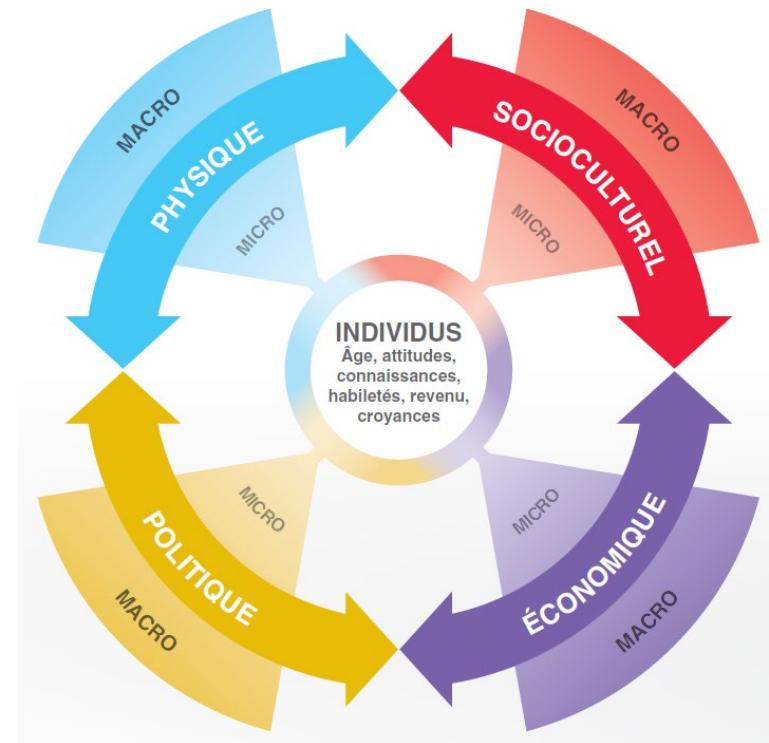 MACRO
PHYSIQUE
MICRO
MACRO
SOCIOCULTUREL
MICRO
INDIVIDUS
Âge, attitudes,
connaissances,
habiletés, revenu,
croyances
MICRO
POLITIQUE
MACRO
MICRO
ÉCONOMIQUE
MACRO